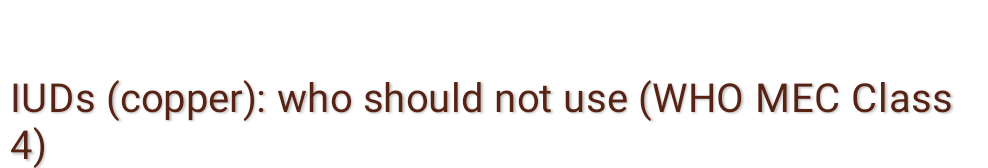 IUDs (copper): who should not use (WHO MEC Class
4)